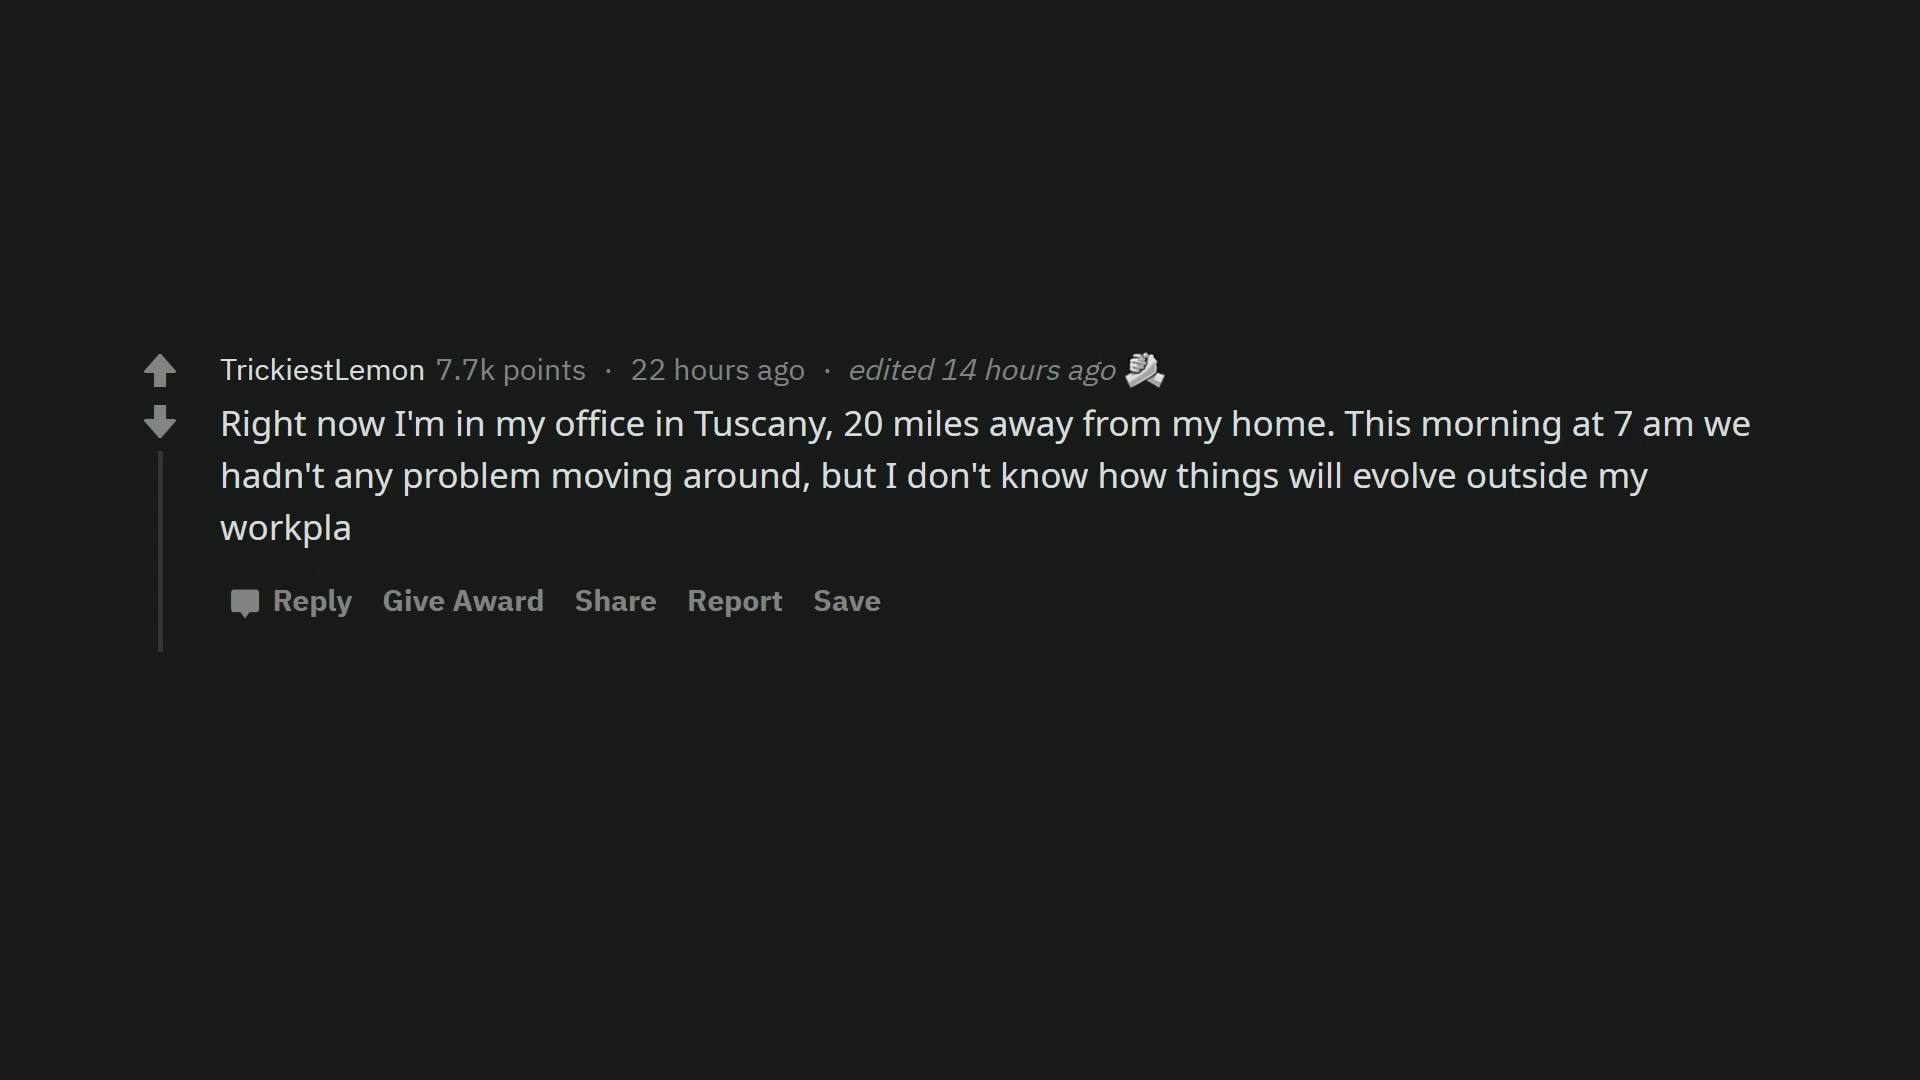 TrickiestLemon 7.7k points · 22 hours ago · edited 14 hours ago
Right now I'm in my office in Tuscany, 20 miles away from my home. This morning at 7 am we
hadn't any problem moving around, but I don't know how things will evolve outside my
workpla
Reply Give Award Share Report Save